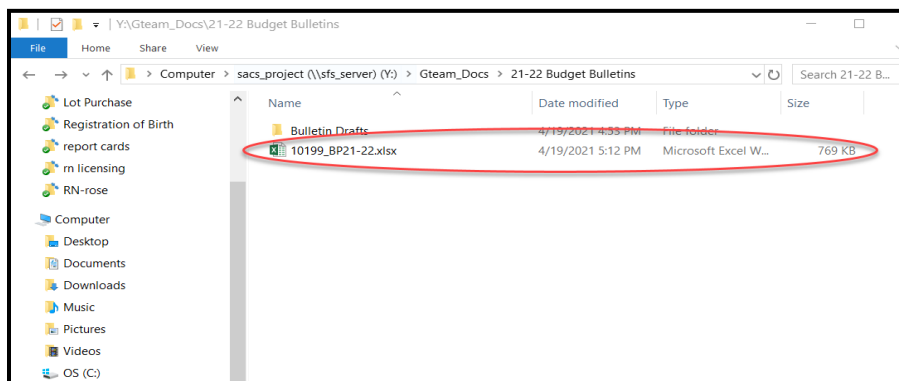 Y:\Gteam_Docs\21-22 Budget Bulletins
File Home Share View
Computer > sacs_project (\\sfs_server) (Y:) > Gteam_Docs > 21-22 Budget Bulletins Search 21-22 B...
Name Date modified Type Size
Lot Purchase
Registration of Birth
report cards
rn licensing
RN-rose
Computer
Desktop
Documents
Downloads
Music
Pictures
Videos
OS (C:)
Bulletin Drafts 4/19/2021 4:53 PM File folder
10199_BP21-22.xlsx 4/19/2021 5:12 PM Microsoft Excel W... 769 KB